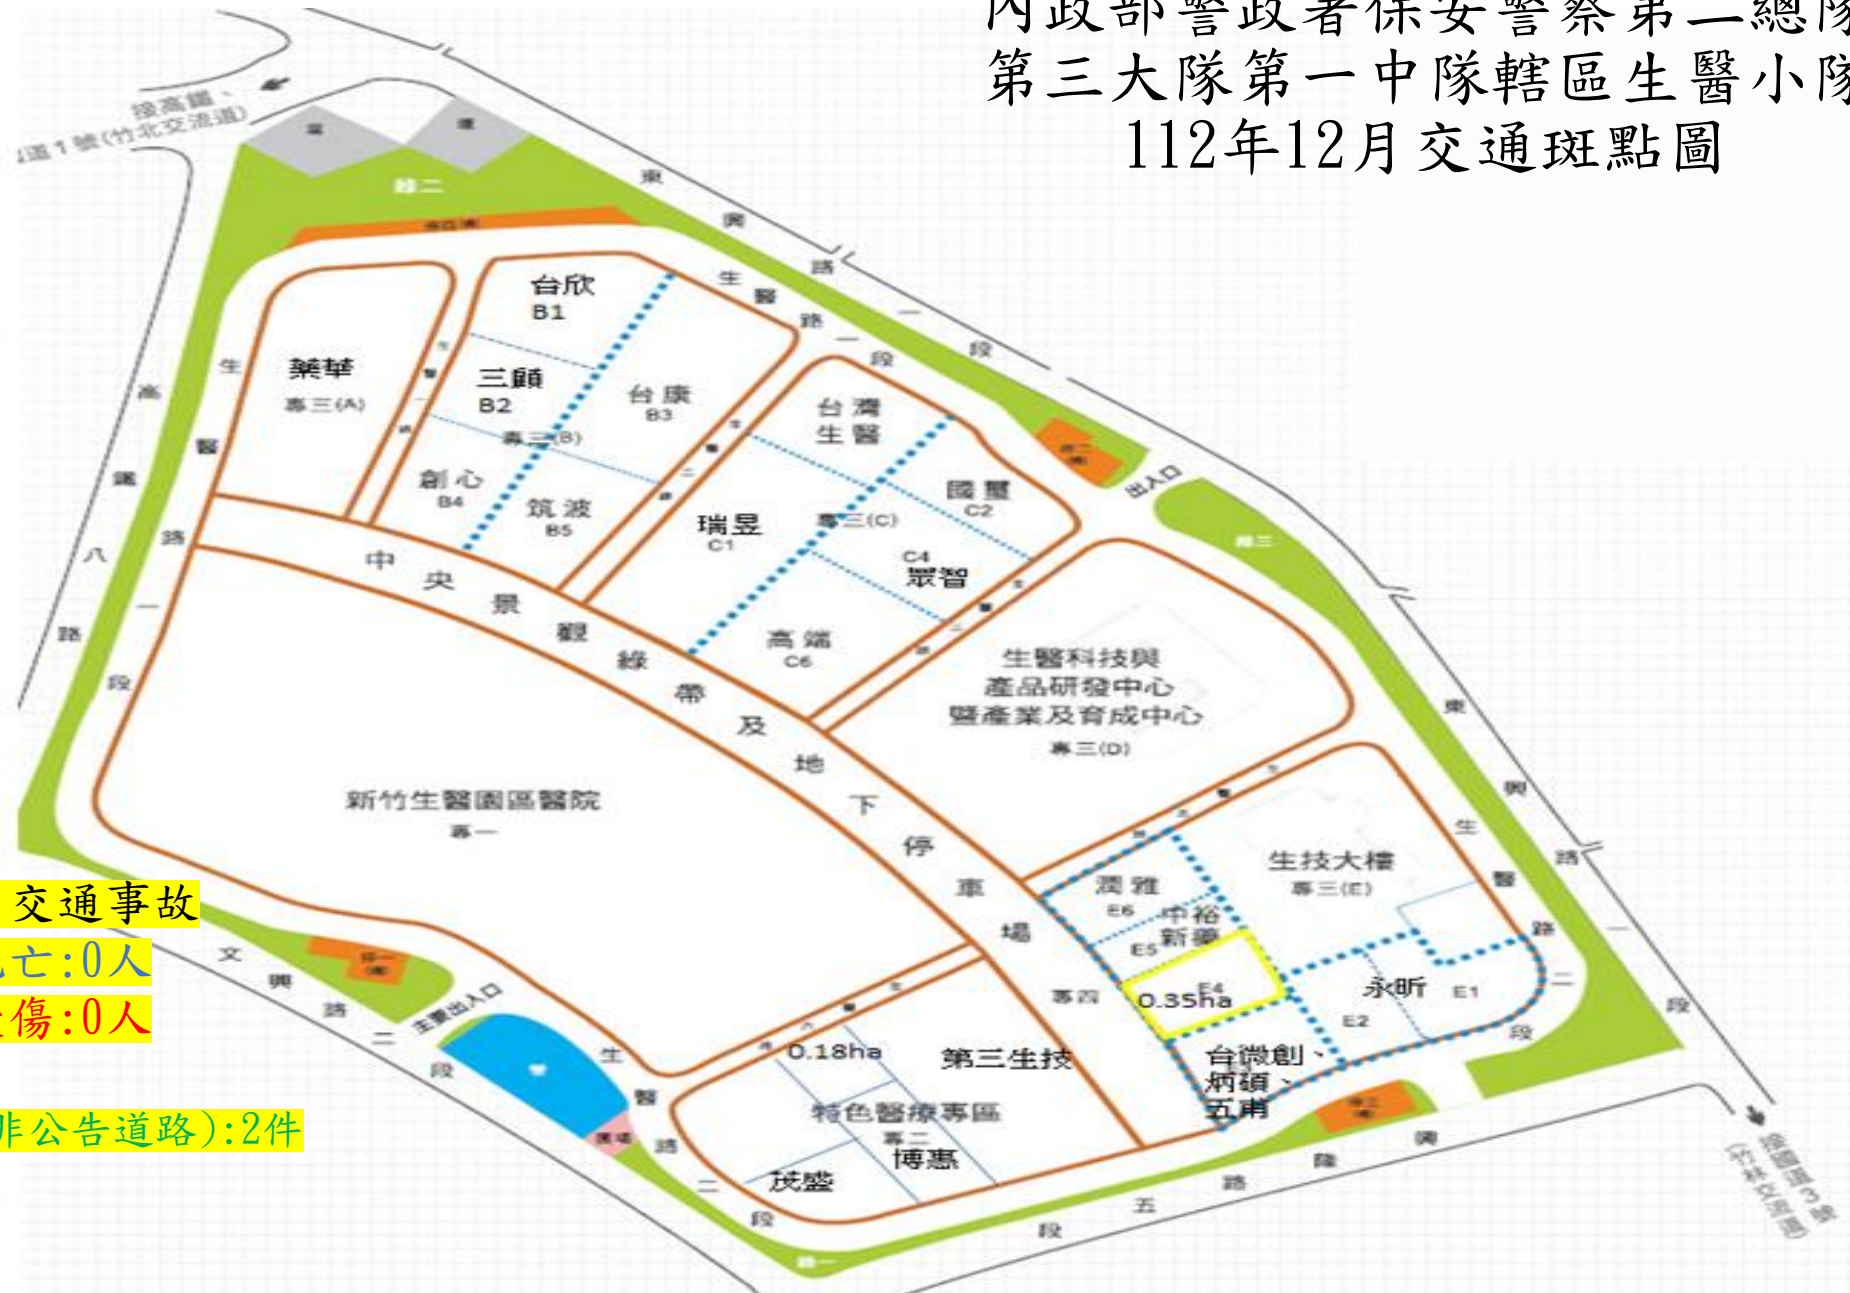 內政部警政署保安警察第二總隊
第三大隊第一中隊轄區生醫小隊
112年12月交通斑點圖
接高鐵、
道1號(竹北交流道)
綠二
東興路一段
生醫路一段
台欣
B1
藥華
專三(A)
三顧
B2
台康
B3
專三(B)
創心
B4
筑波
B5
台灣
生醫
國璽
C2
瑞昱
C1
專三(C)
C4
眾智
高端
C6
出入口
綠三
高鐵八路
生醫路一段
中央景觀綠帶及地下停車場
生醫科技與
產品研發中心
暨產業及育成中心
專三(D)
東興路一段
新竹生醫園區醫院
專一
生技大樓
專三(E)
生醫路二段
潤雅
E6
中裕
新藥
E5
E4
0.35ha
永昕
E1
E2
專四
台微創、
炳碩、
五甫
交通事故
亡:0人
傷:0人
非公告道路):2件
文興路二段
主要出入口
廣場
生醫路二段
0.18ha
第三生技
特色醫療專區
專二
博惠
茂盛
綠一
興隆路五段
接國道3號
(竹林交流道)